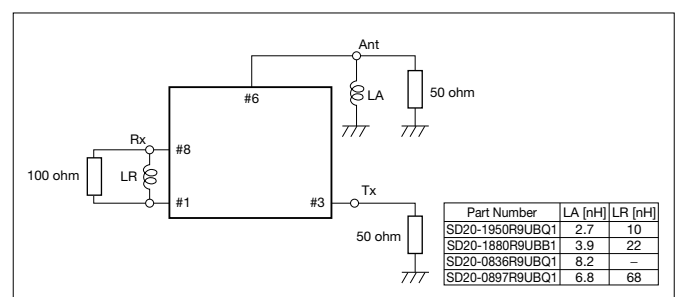 Ant
#6
LA
50 ohm
Rx
#8
100 ohm
LR
#1
#3
Tx
50 ohm
Part Number LA [nH] LR [nH]
SD20-1950R9UBQ1 2.7 10
SD20-1880R9UBB1 3.9 22
SD20-0836R9UBQ1 8.2 –
SD20-0897R9UBQ1 6.8 68